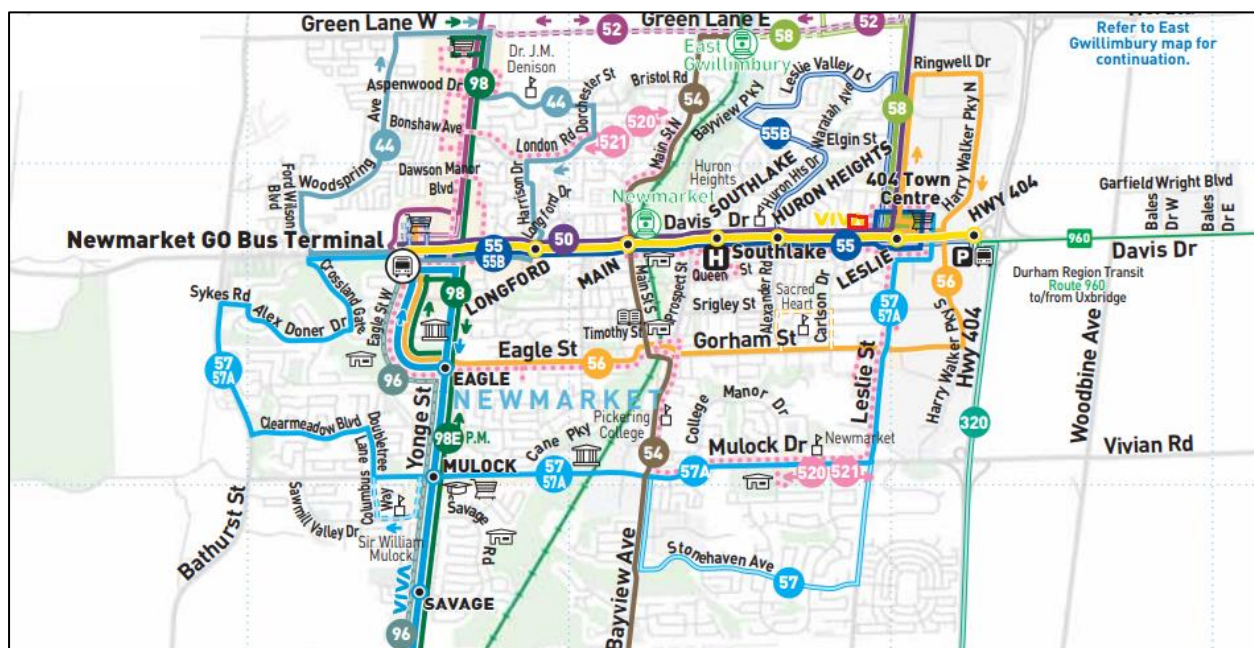 Green Lane W
Green Lane E
52
58
52
Refer to East
Gwillimbury map for
continuation.
East
Gwillimbury
Dr. J.M.
Denison
Aspenwood Dr
98
44
Dorchester St
Bristol Rd
54
Bayview Pky
Leslie Valley Dr
Ringwell Dr
58
Ave
44
Bonshaw Ave
London Rd
520
521
Main St N
55B
Waratah Ave
Elgin St
Harry Walker Pky N
Dawson Manor
Blvd
Woodspring
Ford Wilson
Blvd
Harrison Dr
Longford Dr
Huron
Heights
Huron Hts Dr
SOUTHLAKE
HURON HEIGHTS
404 Town
Centre
HWY 404
Garfield Wright Blvd
Bales
Dr W
Bales
Dr E
Newmarket
Davis Dr
VIVA
Newmarket GO Bus Terminal
55
55B
50
LONGFORD
MAIN
H
Southlake
55
LESLIE
P
960
Davis Dr
Durham Region Transit
Route 960
to/from Uxbridge
Crossland Gate
Sykes Rd
Alex Doner Dr
Eagle St W
98
Main St S
Prospect St
Queen St
Srigley St
Alexander Rd
Sacred
Heart
Carlson Dr
57
57A
56
Harry Walker Pky S
Timothy St
Gorham St
Eagle St
56
EAGLE
96
57
57A
NEWMARKET
Hwy 404
Woodbine Ave
Leslie St
Clearmeadow Blvd
Doubletree
Lane
Yonge St
98E
P.M.
Cane Pky
Pickering
College
College
Manor Dr
Mulock Dr
Newmarket
320
Vivian Rd
MULOCK
57
57A
54
57A
520
521
Bathurst St
Sawmill Valley Dr
Columbus
Way
Sir William
Mulock
Savage
Rd
Stonehaven Ave
57
VIVA
SAVAGE
96
Bayview Ave